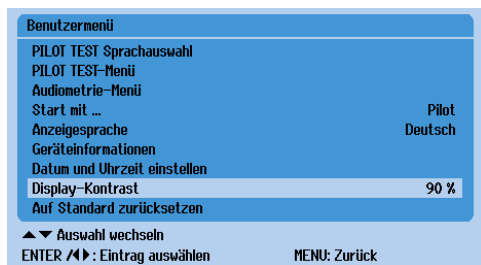 Benutzermenü
PILOT TEST Sprachauswahl
PILOT TEST-Menü
Audiometrie-Menü
Start mit ... Pilot
Anzeigesprache Deutsch
Geräteinformationen
Datum und Uhrzeit einstellen
Display-Kontrast 90 %
Auf Standard zurücksetzen
▲▼ Auswahl wechseln
ENTER /◀▶: Eintrag auswählen MENU: Zurück